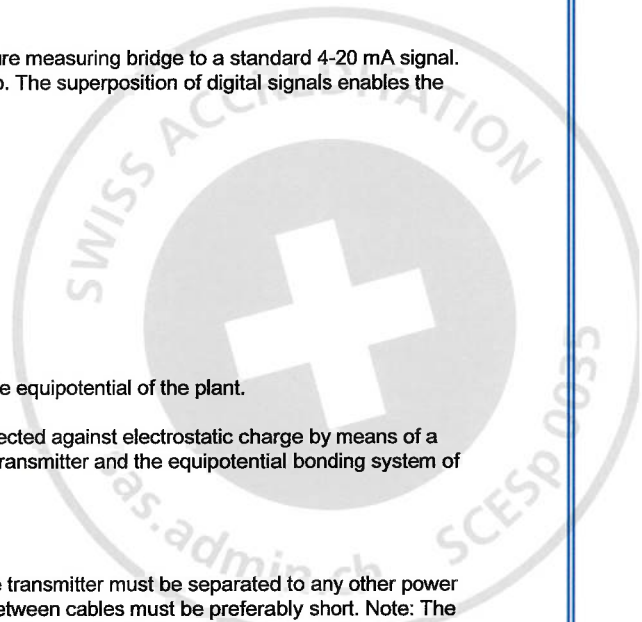 ure measuring bridge to a standard 4-20 mA signal.
o. The superposition of digital signals enables the
SWISS ACCREDITATION
e equipotential of the plant.
ected against electrostatic charge by means of a
ransmitter and the equipotential bonding system of
sas.admin.ch
SCESp 0035
e transmitter must be separated to any other power
etween cables must be preferably short. Note: The